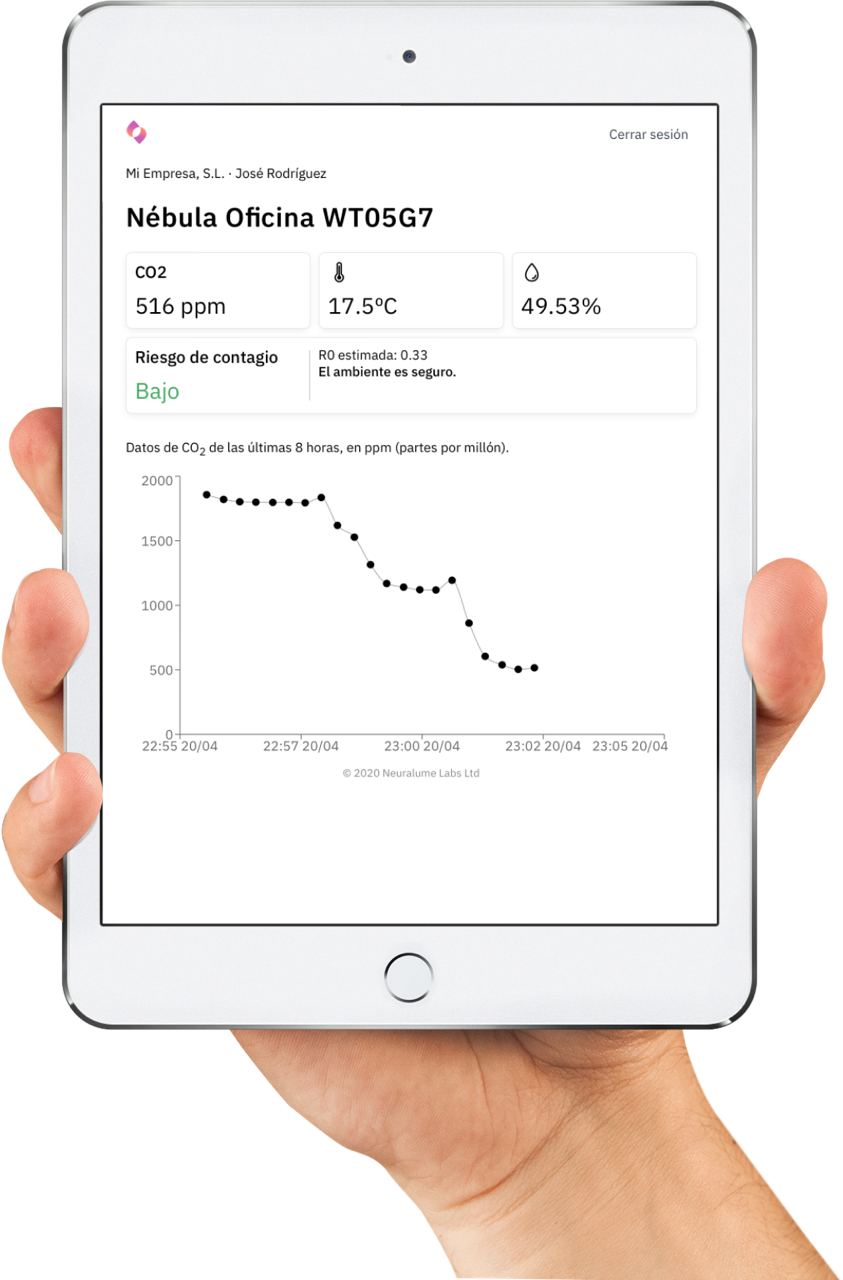 Cerrar sesión
Mi Empresa, S.L. · José Rodríguez
Nébula Oficina WT05G7
CO2
516 ppm
17.5ºC
49.53%
Riesgo de contagio
Bajo
R0 estimada: 0.33
El ambiente es seguro.
Datos de CO2 de las últimas 8 horas, en ppm (partes por millón).
2000
1500
1000
500
0
22:55 20/04 22:57 20/04 23:00 20/04 23:02 20/04 23:05 20/04
© 2020 Neuralume Labs Ltd